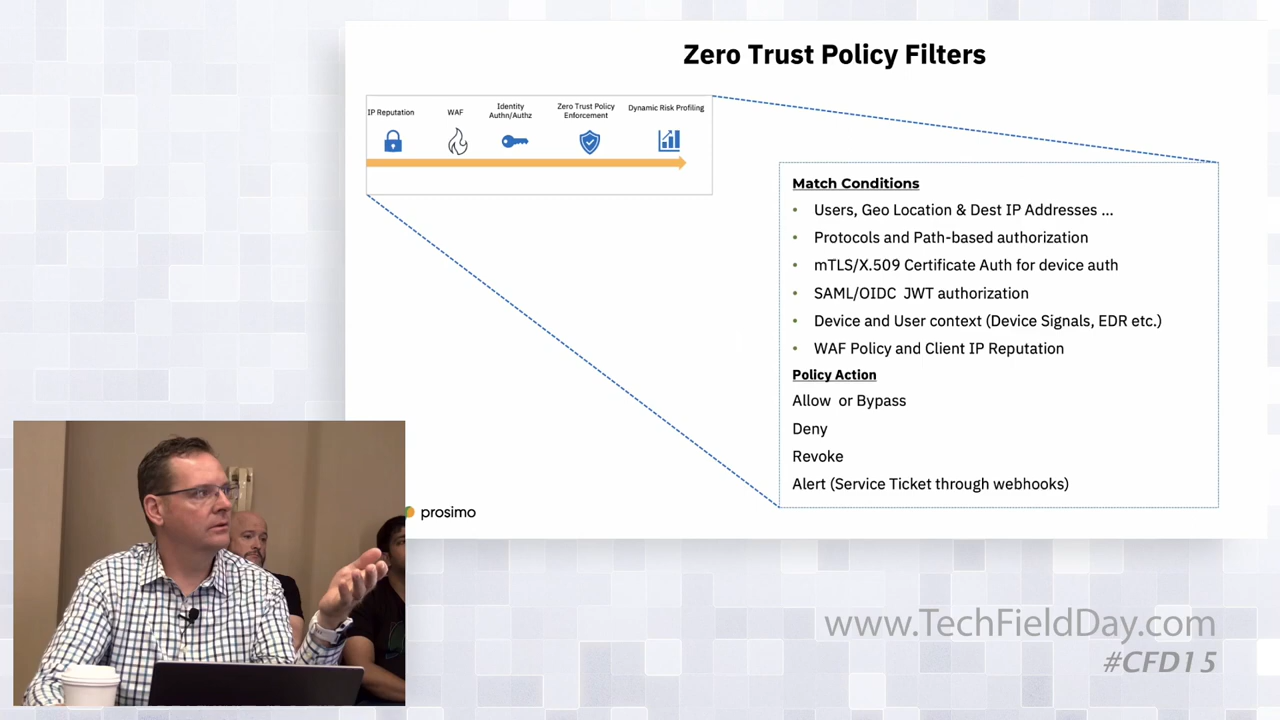 Zero Trust Policy Filters
IP Reputation
WAF
Identity
Authn/Authz
Zero Trust Policy
Enforcement
Dynamic Risk Profiling
Match Conditions
• Users, Geo Location & Dest IP Addresses ...
• Protocols and Path-based authorization
• mTLS/X.509 Certificate Auth for device auth
• SAML/OIDC JWT authorization
• Device and User context (Device Signals, EDR etc.)
• WAF Policy and Client IP Reputation
Policy Action
Allow or Bypass
Deny
Revoke
Alert (Service Ticket through webhooks)
prosimo
www.TechFieldDay.com
#CFD15